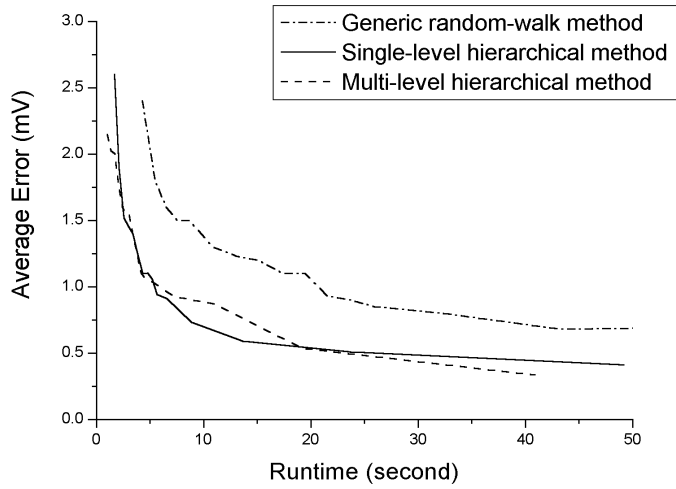 Generic random-walk method
Single-level hierarchical method
Multi-level hierarchical method
3.0
2.5
2.0
1.5
1.0
0.5
0.0
Average Error (mV)
0 10 20 30 40 50
Runtime (second)